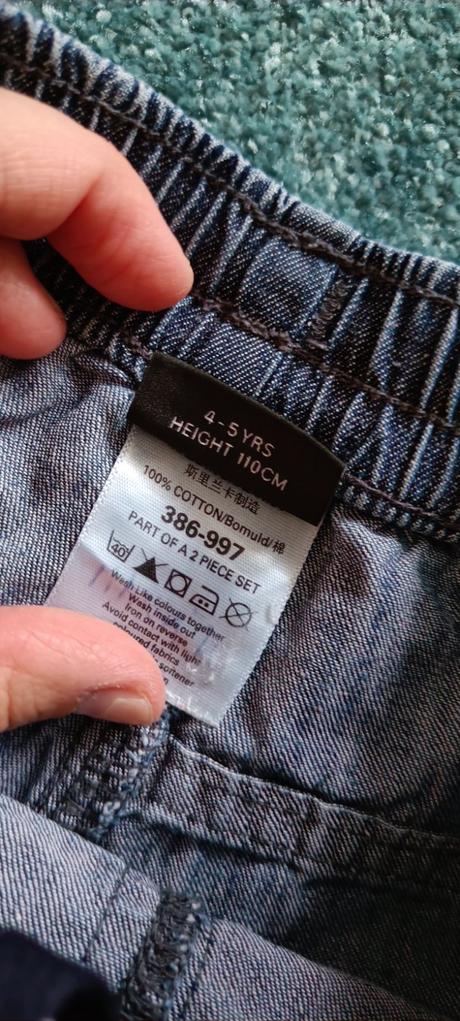 4-5 YRS
HEIGHT 110CM
斯里兰卡制造
100% COTTON/Bomuld/棉
386-997
PART OF A 2 PIECE SET
Wash Like colours together
Wash inside out
Iron on reverse
Avoid contact with light
coloured fabrics
softener